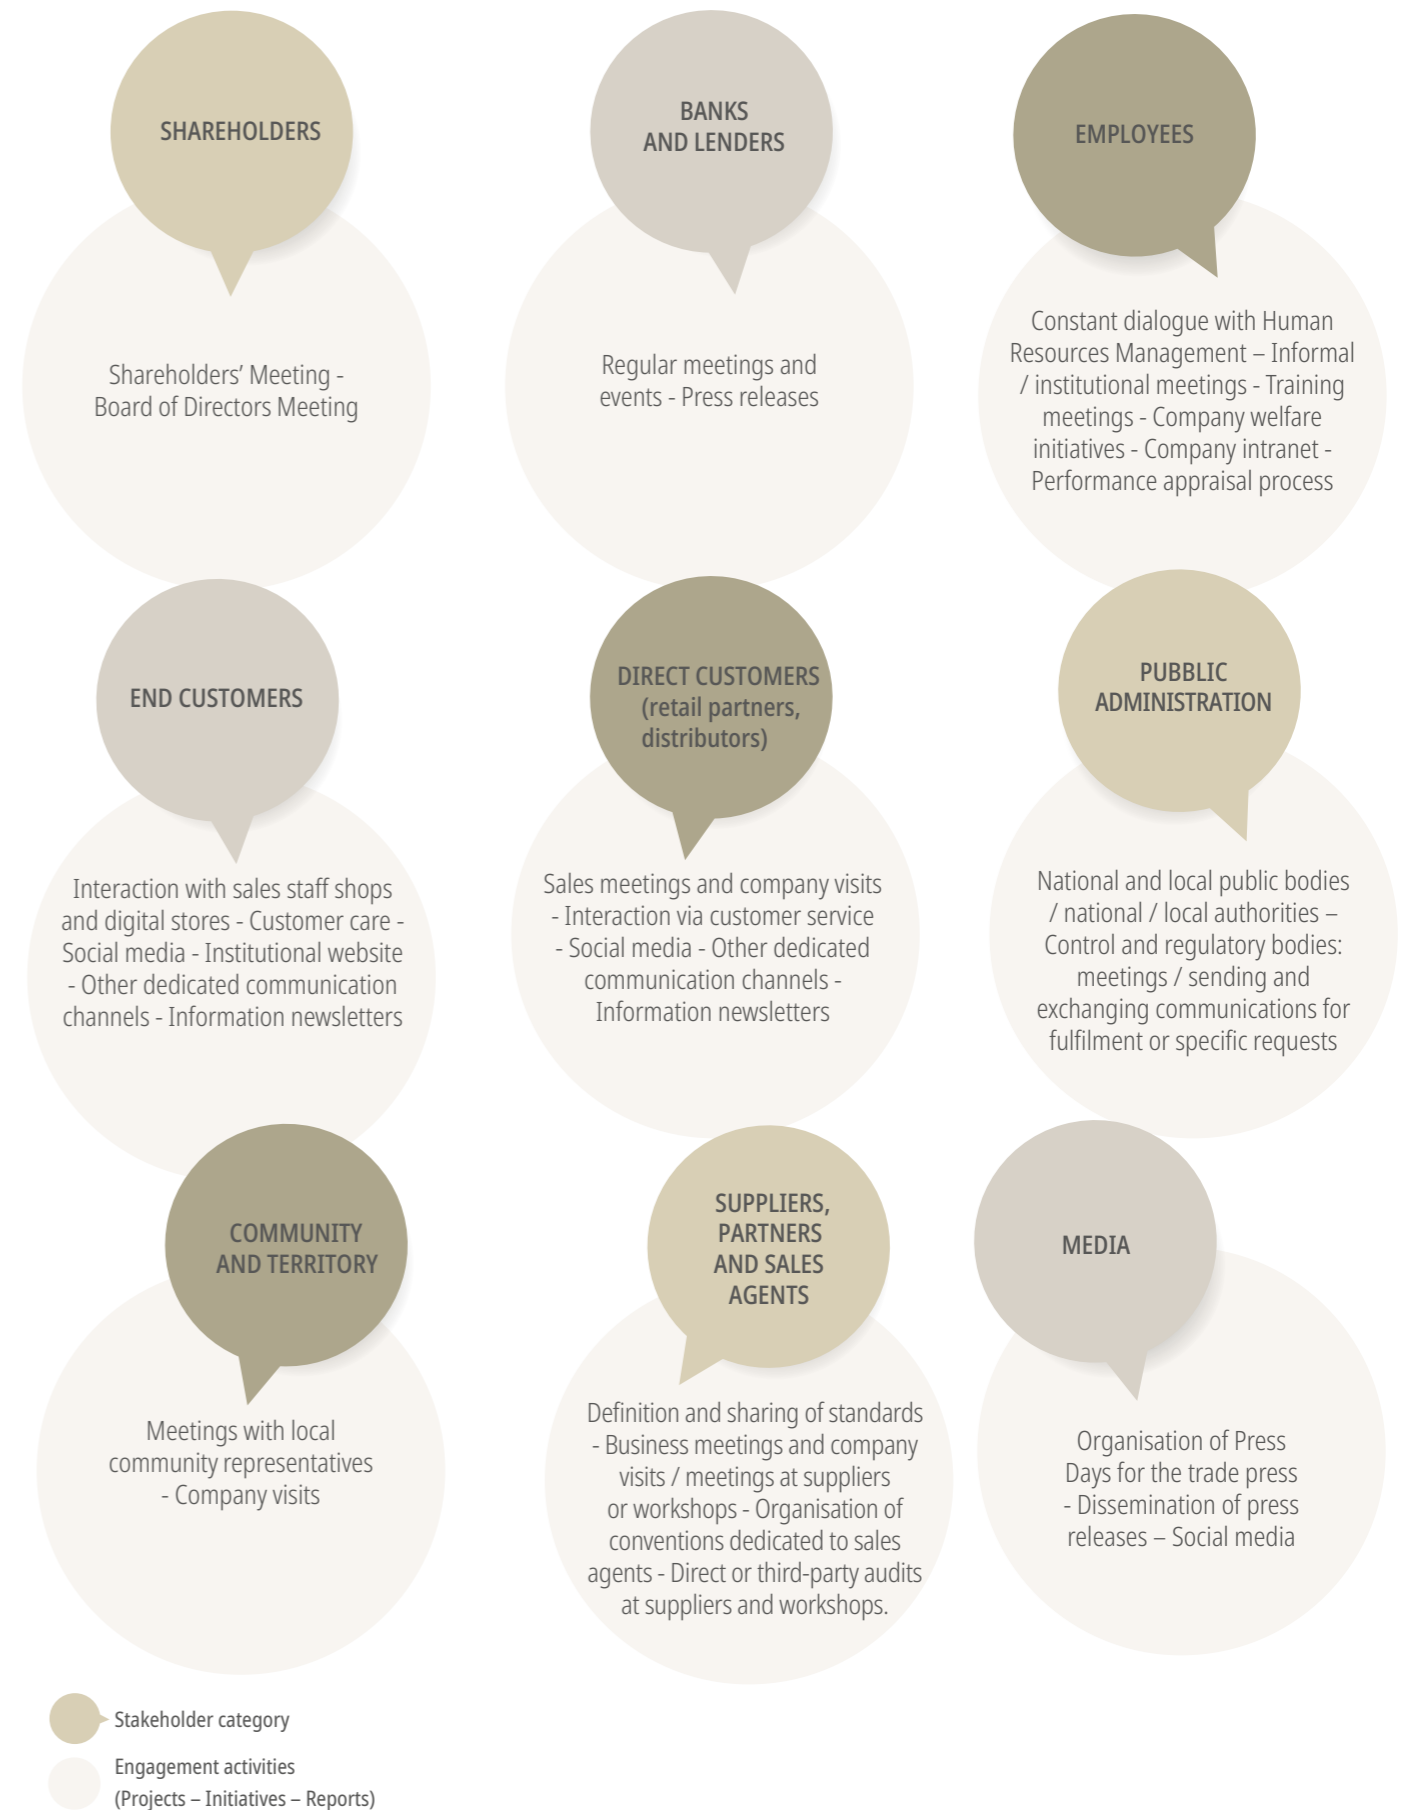 SHAREHOLDERS
Shareholders’ Meeting -
Board of Directors Meeting
BANKS
AND LENDERS
Regular meetings and
events - Press releases
EMPLOYEES
Constant dialogue with Human
Resources Management – Informal
/ institutional meetings - Training
meetings - Company welfare
initiatives - Company intranet -
Performance appraisal process
END CUSTOMERS
Interaction with sales staff shops
and digital stores - Customer care -
Social media - Institutional website
- Other dedicated communication
channels - Information newsletters
DIRECT CUSTOMERS
(retail partners,
distributors)
Sales meetings and company visits
- Interaction via customer service
- Social media - Other dedicated
communication channels -
Information newsletters
PUBBLIC
ADMINISTRATION
National and local public bodies
/ national / local authorities –
Control and regulatory bodies:
meetings / sending and
exchanging communications for
fulfilment or specific requests
COMMUNITY
AND TERRITORY
Meetings with local
community representatives
- Company visits
SUPPLIERS,
PARTNERS
AND SALES
AGENTS
Definition and sharing of standards
- Business meetings and company
visits / meetings at suppliers
or workshops - Organisation of
conventions dedicated to sales
agents - Direct or third-party audits
at suppliers and workshops.
MEDIA
Organisation of Press
Days for the trade press
- Dissemination of press
releases – Social media
Stakeholder category
Engagement activities
(Projects – Initiatives – Reports)